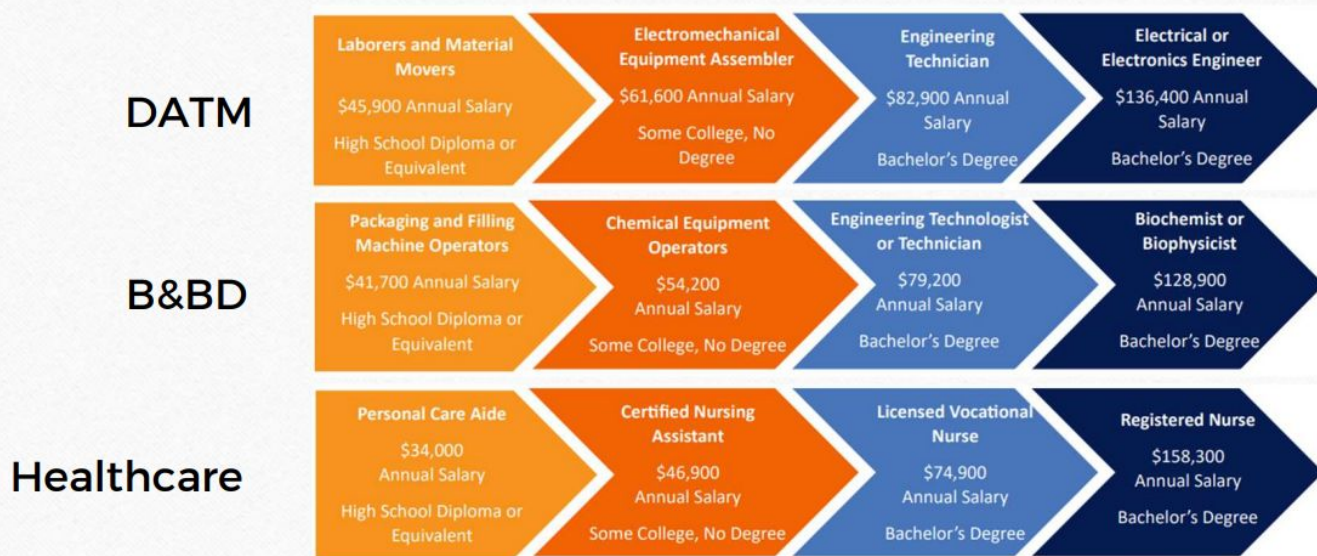 DATM
Laborers and Material
Movers
$45,900 Annual Salary
High School Diploma or
Equivalent
Electromechanical
Equipment Assembler
$61,600 Annual Salary
Some College, No
Degree
Engineering
Technician
$82,900 Annual
Salary
Bachelor's Degree
Electrical or
Electronics Engineer
$136,400 Annual
Salary
Bachelor's Degree
B&BD
Packaging and Filling
Machine Operators
$41,700 Annual Salary
High School Diploma or
Equivalent
Chemical Equipment
Operators
$54,200
Annual Salary
Some College, No Degree
Engineering Technologist
or Technician
$79,200
Annual Salary
Bachelor's Degree
Biochemist or
Biophysicist
$128,900
Annual Salary
Bachelor's Degree
Healthcare
Personal Care Aide
$34,000
Annual Salary
High School Diploma or
Equivalent
Certified Nursing
Assistant
$46,900
Annual Salary
Some College, No Degree
Licensed Vocational
Nurse
$74,900
Annual Salary
Bachelor's Degree
Registered Nurse
$158,300
Annual Salary
Bachelor's Degree